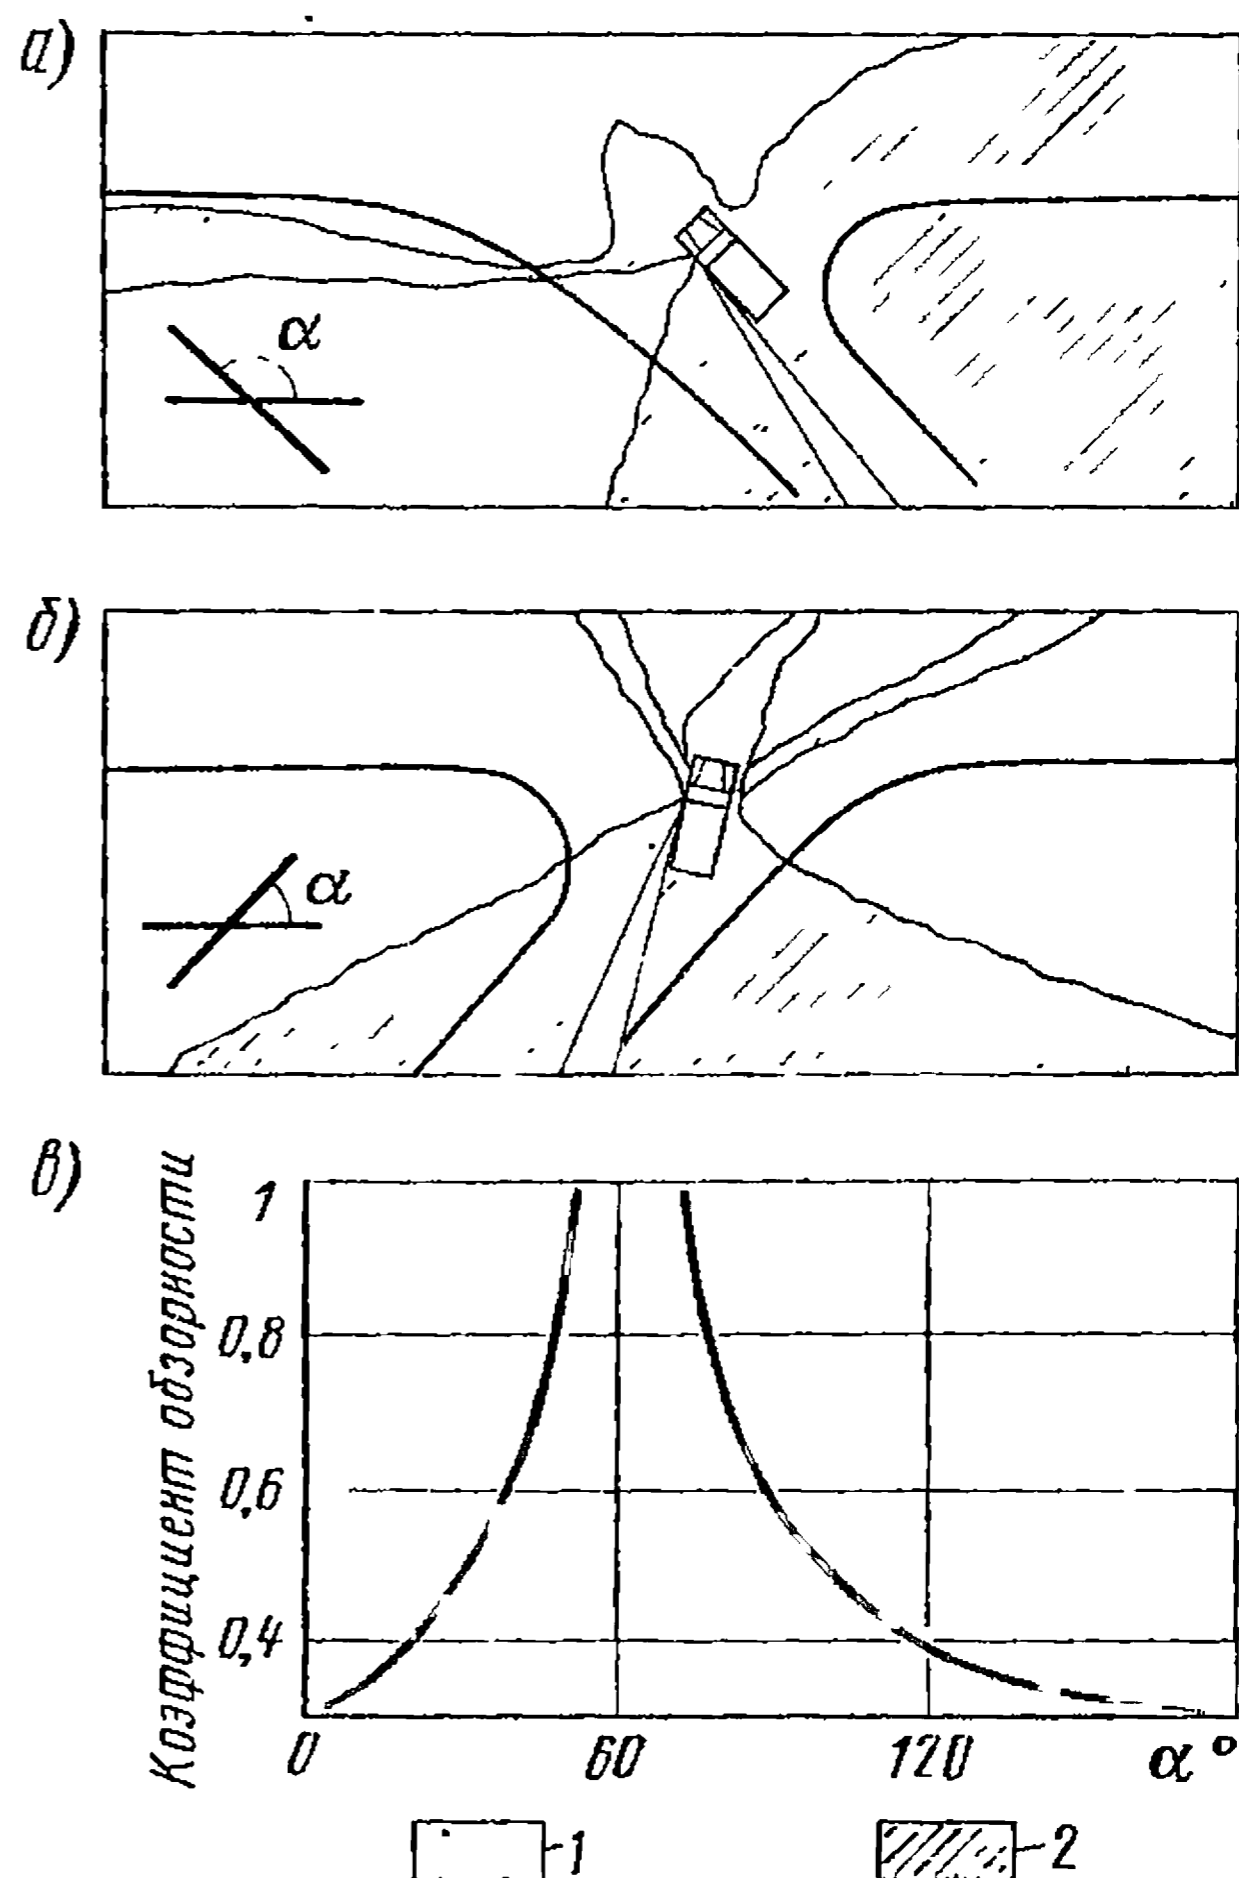 а)
α
б)
α
в)
Коэффициент обзорности
1
0,8
0,6
0,4
0 60 120 α°
1 2